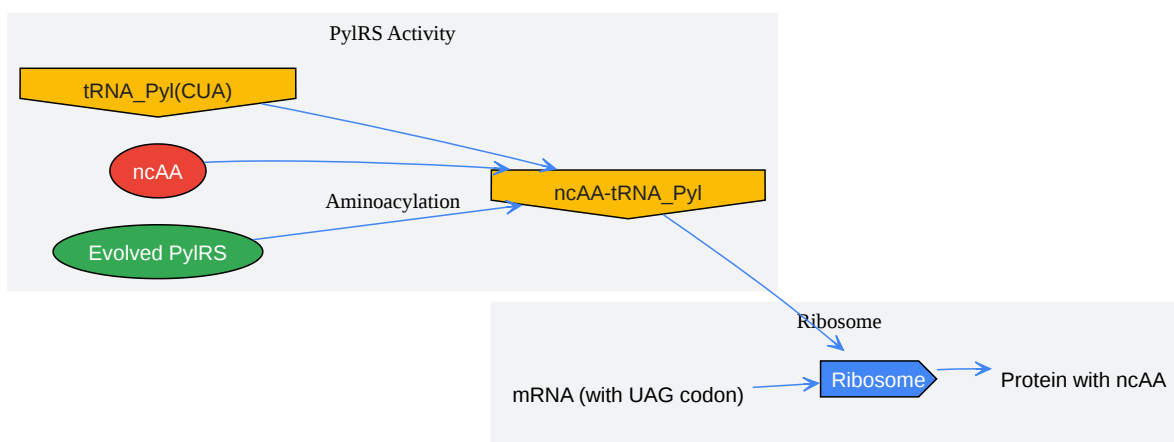 PylRS Activity
tRNA_Pyl(CUA)
ncAA
Evolved PylRS
Aminoacylation
ncAA-tRNA_Pyl
Ribosome
mRNA (with UAG codon)
Ribosome
Protein with ncAA